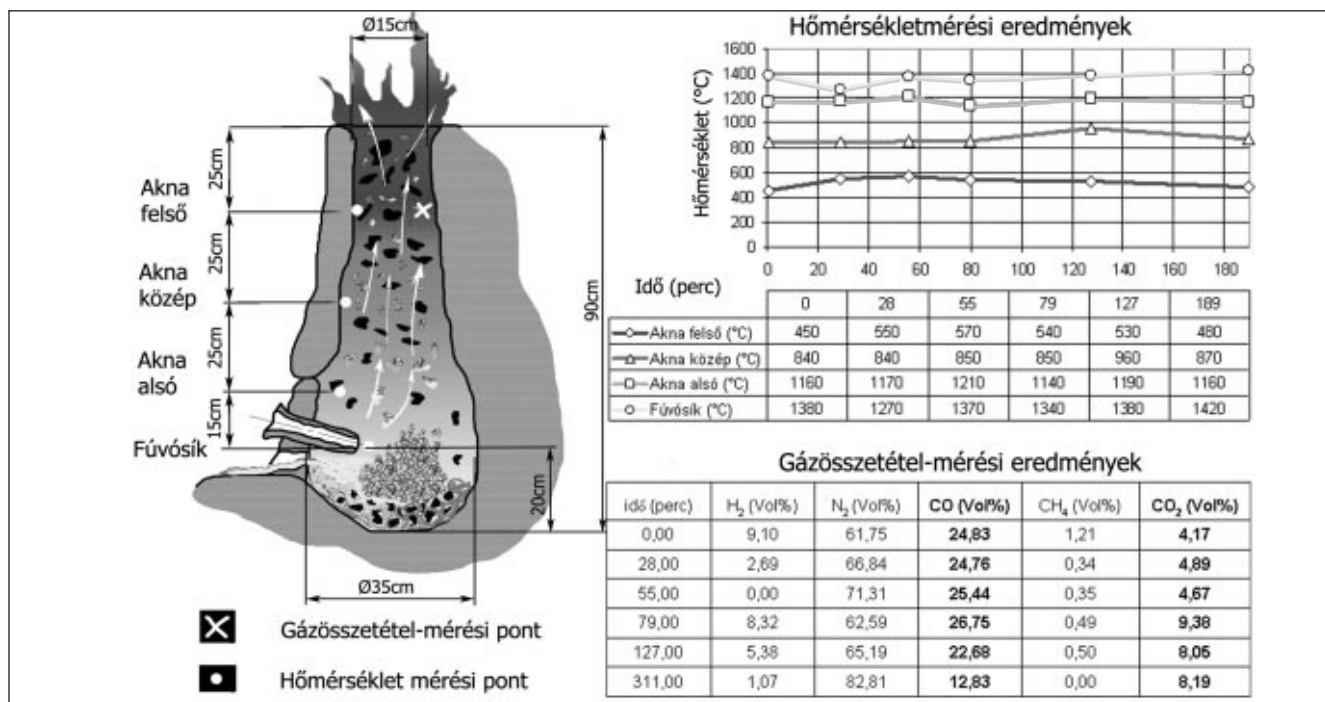 Ø15cm
25cm
Akna
felső
25cm
Akna
közép
25cm
Akna
alsó
15cm
Fúvósík
90cm
20cm
Ø35cm
Gázösszetétel-mérési pont
Hőmérséklet mérési pont
Hőmérsékletmérési eredmények
Hőmérséklet (°C)
1600
1400
1200
1000
800
600
400
200
0
0 20 40 60 80 100 120 140 160 180
Idő (perc)
0 28 55 79 127 189
Akna felső (°C) 450 550 570 540 530 480
Akna közép (°C) 840 840 850 850 960 870
Akna alsó (°C) 1160 1170 1210 1140 1190 1160
Fúvósík (°C) 1380 1270 1370 1340 1380 1420
Gázösszetétel-mérési eredmények
idő (perc) H2 (Vol%) N2 (Vol%) CO (Vol%) CH4 (Vol%) CO2 (Vol%)
0,00 9,10 61,75 24,83 1,21 4,17
28,00 2,69 66,84 24,76 0,34 4,89
55,00 0,00 71,31 25,44 0,35 4,67
79,00 8,32 62,59 26,75 0,49 9,38
127,00 5,38 65,19 22,68 0,50 8,05
311,00 1,07 82,81 12,83 0,00 8,19